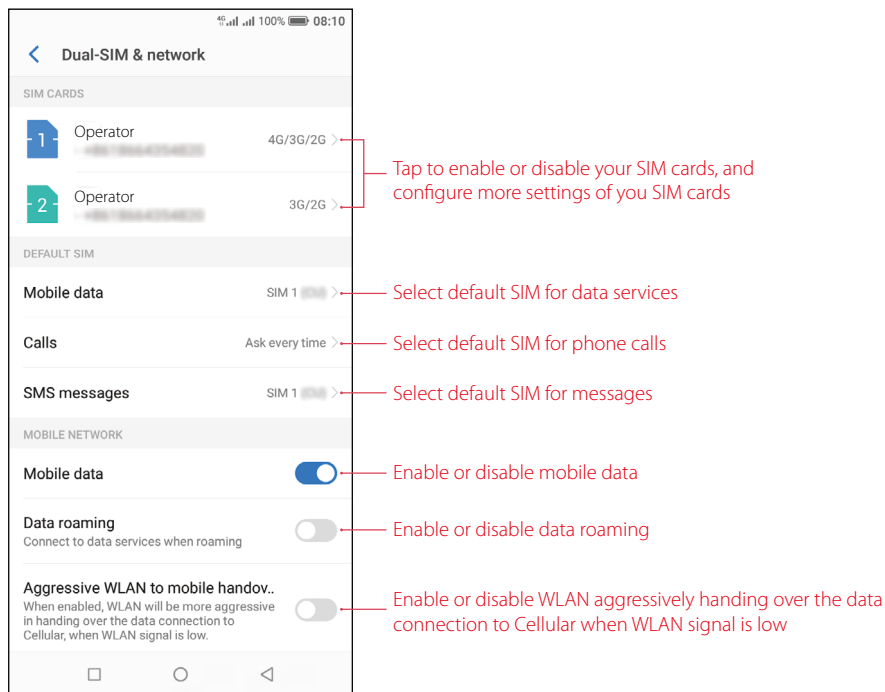 4G 100% 08:10
Dual-SIM & network
SIM CARDS
1 Operator 4G/3G/2G
2 Operator 3G/2G
Tap to enable or disable your SIM cards, and
configure more settings of you SIM cards
DEFAULT SIM
Mobile data SIM 1
Select default SIM for data services
Calls Ask every time
Select default SIM for phone calls
SMS messages SIM 1
Select default SIM for messages
MOBILE NETWORK
Mobile data
Enable or disable mobile data
Data roaming
Connect to data services when roaming
Enable or disable data roaming
Aggressive WLAN to mobile handov..
When enabled, WLAN will be more aggressive
in handing over the data connection to
Cellular, when WLAN signal is low.
Enable or disable WLAN aggressively handing over the data
connection to Cellular when WLAN signal is low